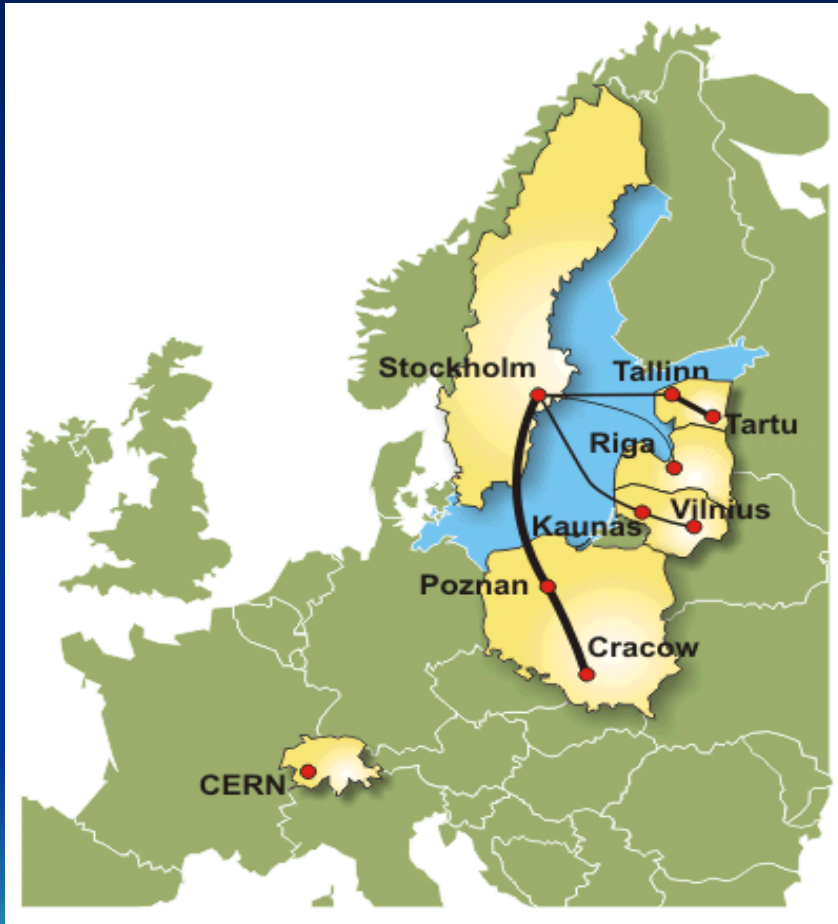 Stockholm
Tallinn
Tartu
Riga
Vilnius
Kaunas
Poznan
Cracow
CERN